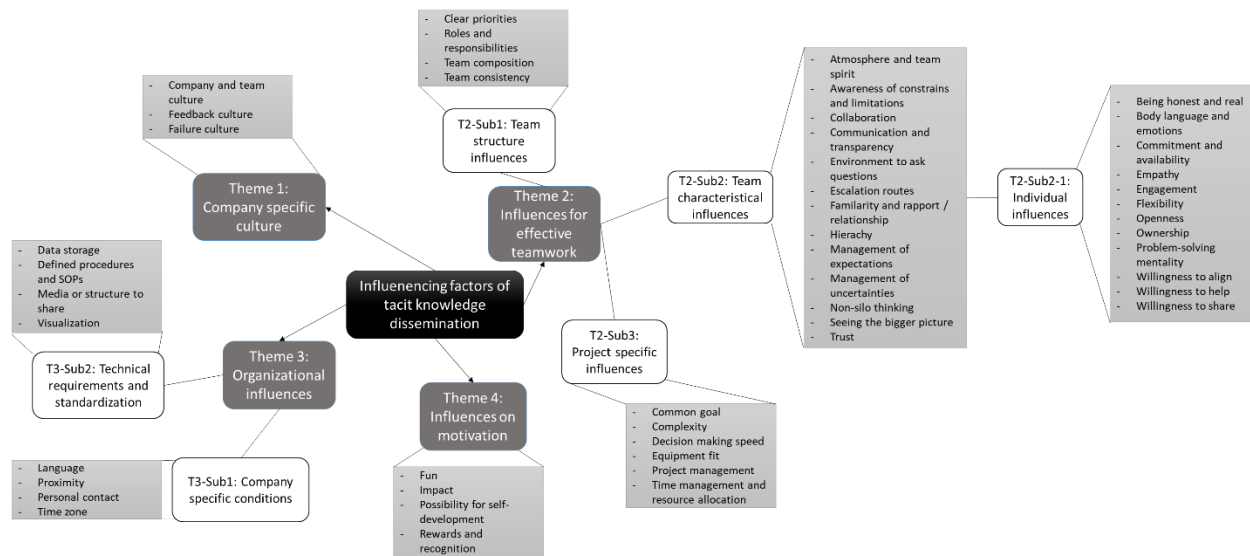 Influenencing factors of
tacit knowledge
dissemination
Theme 1:
Company specific
culture
- Company and team
culture
- Feedback culture
- Failure culture
Theme 2:
Influences for
effective
teamwork
T2-Sub1: Team
structure
influences
- Clear priorities
- Roles and
responsibilities
- Team composition
- Team consistency
T2-Sub2: Team
characteristical
influences
- Atmosphere and team
spirit
- Awareness of constrains
and limitations
- Collaboration
- Communication and
transparency
- Environment to ask
questions
- Escalation routes
- Familarity and rapport /
relationship
- Hierachy
- Management of
expectations
- Management of
uncertainties
- Non-silo thinking
- Seeing the bigger picture
- Trust
T2-Sub2-1:
Individual
influences
- Being honest and real
- Body language and
emotions
- Commitment and
availability
- Empathy
- Engagement
- Flexibility
- Openness
- Ownership
- Problem-solving
mentality
- Willingness to align
- Willingness to help
- Willingness to share
T2-Sub3:
Project specific
influences
- Common goal
- Complexity
- Decision making speed
- Equipment fit
- Project management
- Time management and
resource allocation
Theme 3:
Organizational
influences
T3-Sub2: Technical
requirements and
standardization
- Data storage
- Defined procedures
and SOPs
- Media or structure to
share
- Visualization
T3-Sub1: Company
specific conditions
- Language
- Proximity
- Personal contact
- Time zone
Theme 4:
Influences on
motivation
- Fun
- Impact
- Possibility for self-
development
- Rewards and
recognition